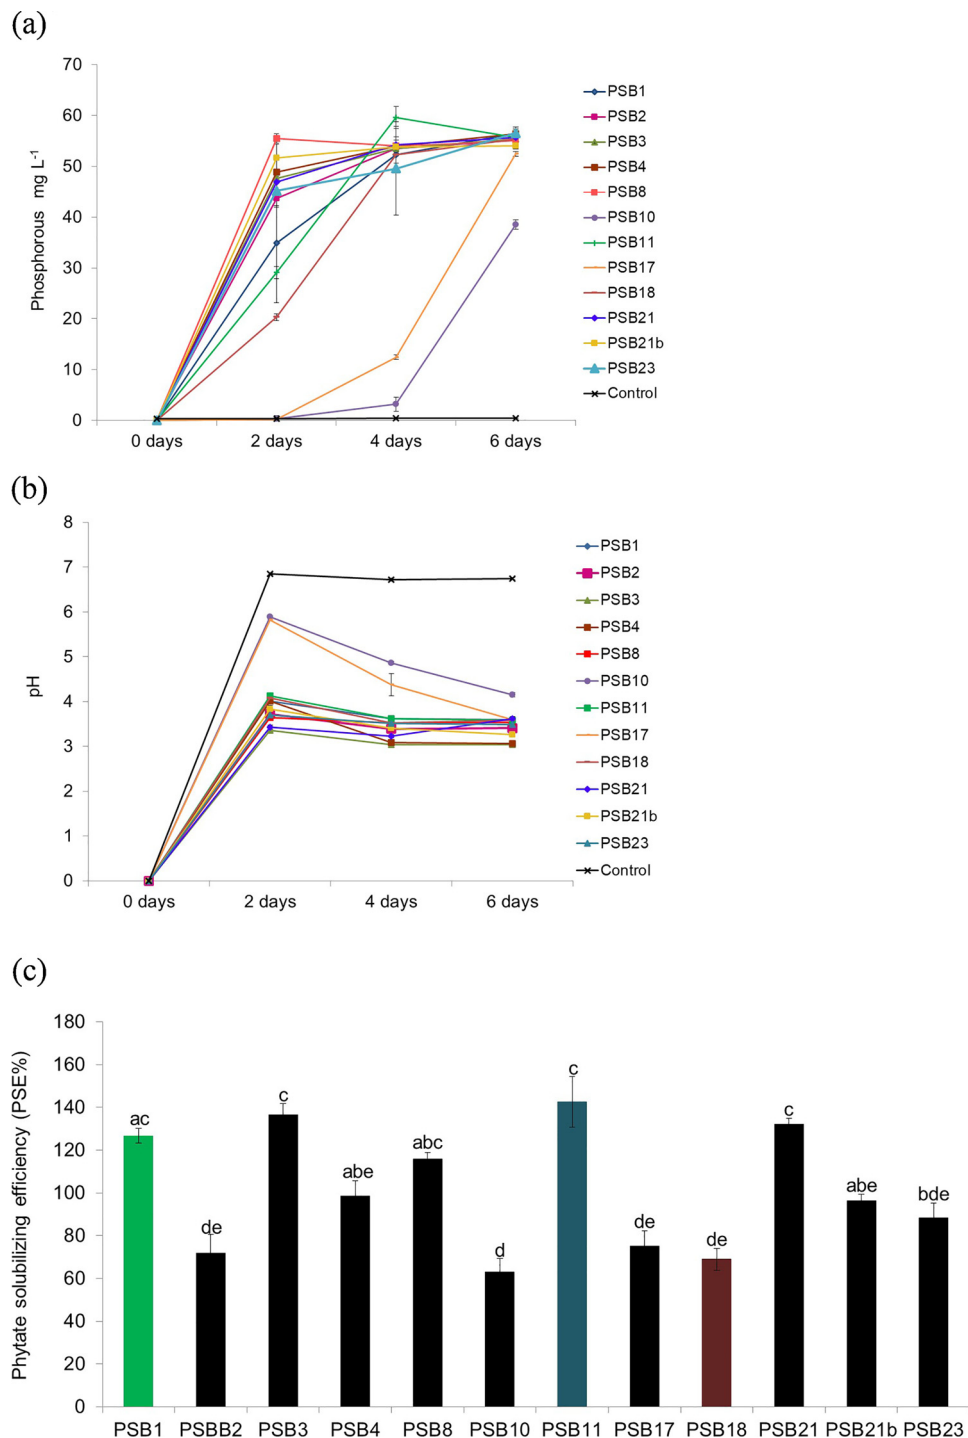 (a)
Phosphorous mg L-1
70
60
50
40
30
20
10
0
0 days 2 days 4 days 6 days
PSB1
PSB2
PSB3
PSB4
PSB8
PSB10
PSB11
PSB17
PSB18
PSB21
PSB21b
PSB23
Control
(b)
pH
8
7
6
5
4
3
2
1
0
0 days 2 days 4 days 6 days
PSB1
PSB2
PSB3
PSB4
PSB8
PSB10
PSB11
PSB17
PSB18
PSB21
PSB21b
PSB23
Control
(c)
Phytate solubilizing efficiency (PSE%)
180
160
140
120
100
80
60
40
20
0
ac de c abe abc d c de de c abe bde
PSB1 PSBB2 PSB3 PSB4 PSB8 PSB10 PSB11 PSB17 PSB18 PSB21 PSB21b PSB23